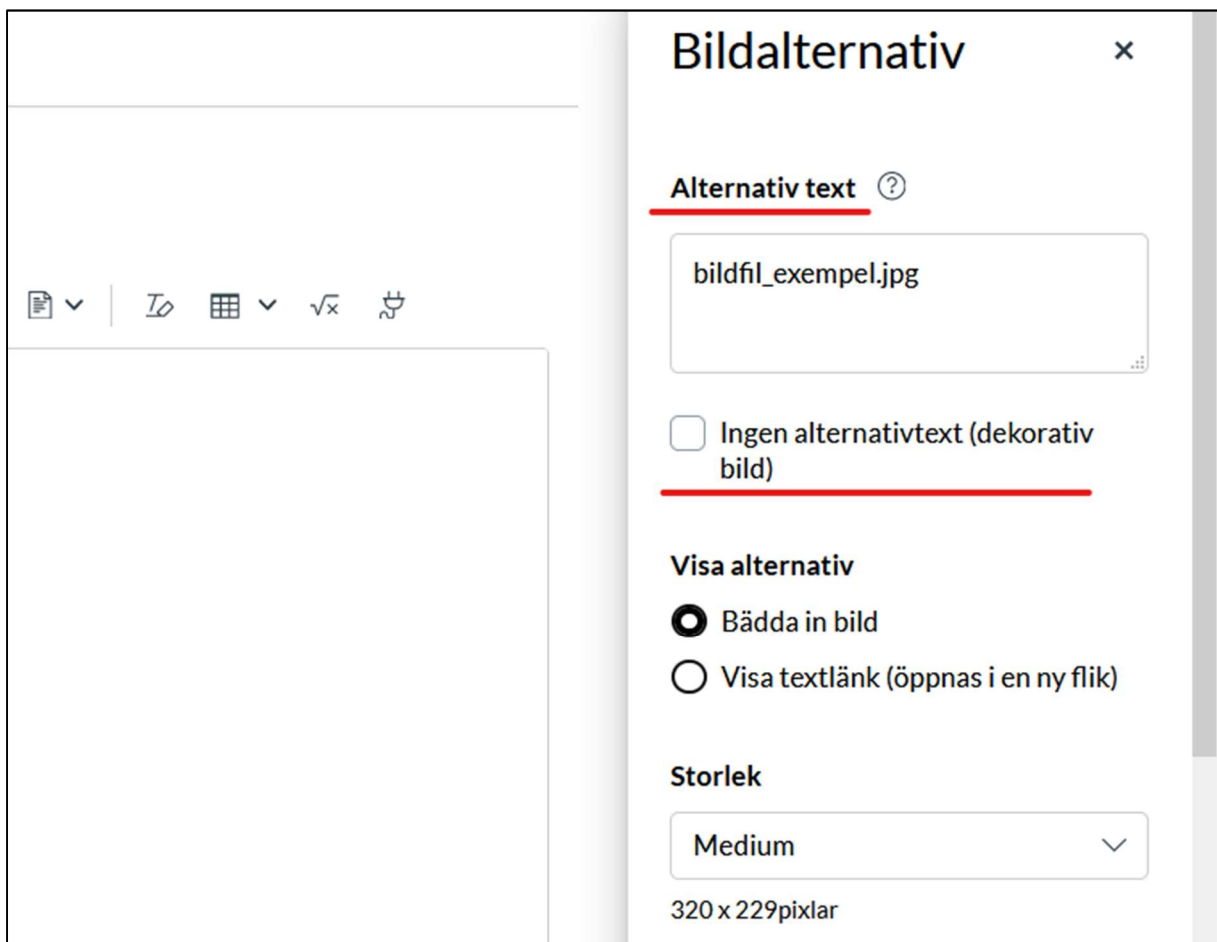 Bildalternativ
Alternativ text
bildfil_exempel.jpg
Ingen alternativtext (dekorativ
bild)
Visa alternativ
Bädda in bild
Visa textlänk (öppnas i en ny flik)
Storlek
Medium
320 x 229pixlar